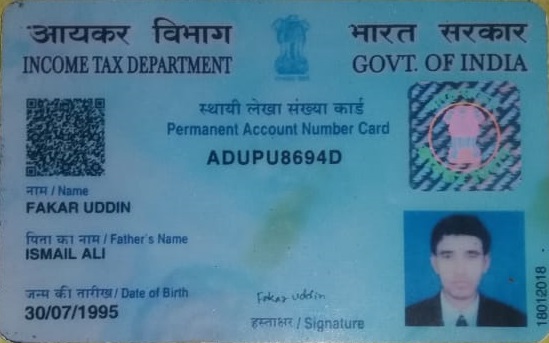 आयकर विभाग
INCOME TAX DEPARTMENT
भारत सरकार
GOVT. OF INDIA
स्थायी लेखा संख्या कार्ड
Permanent Account Number Card
ADUPU8694D
नाम / Name
FAKAR UDDIN
पिता का नाम / Father's Name
ISMAIL ALI
जन्म की तारीख / Date of Birth
30/07/1995
Fakar uddin
हस्ताक्षर / Signature
18012018